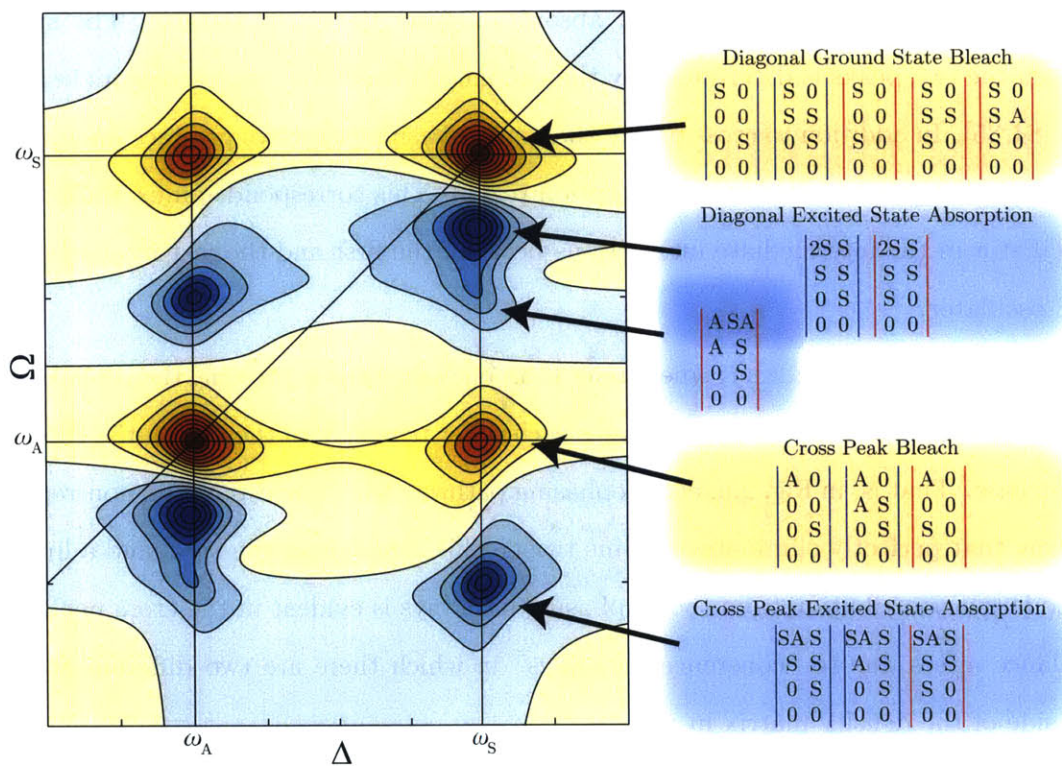 ω_S
Ω
ω_A
ω_A
Δ
ω_S
Diagonal Ground State Bleach
S 0 S 0 S 0 S 0 S 0
0 0 S S 0 0 S S S A
0 S 0 S S 0 S 0 S 0
0 0 0 0 0 0 0 0 0 0
Diagonal Excited State Absorption
2S S 2S S
S S S S
0 S S 0
0 0 0 0
A SA
A S
0 S
0 0
Cross Peak Bleach
A 0 A 0 A 0
0 0 A S 0 0
0 S 0 S S 0
0 0 0 0 0 0
Cross Peak Excited State Absorption
SA S SA S SA S
S S A S S S
0 S 0 S S 0
0 0 0 0 0 0